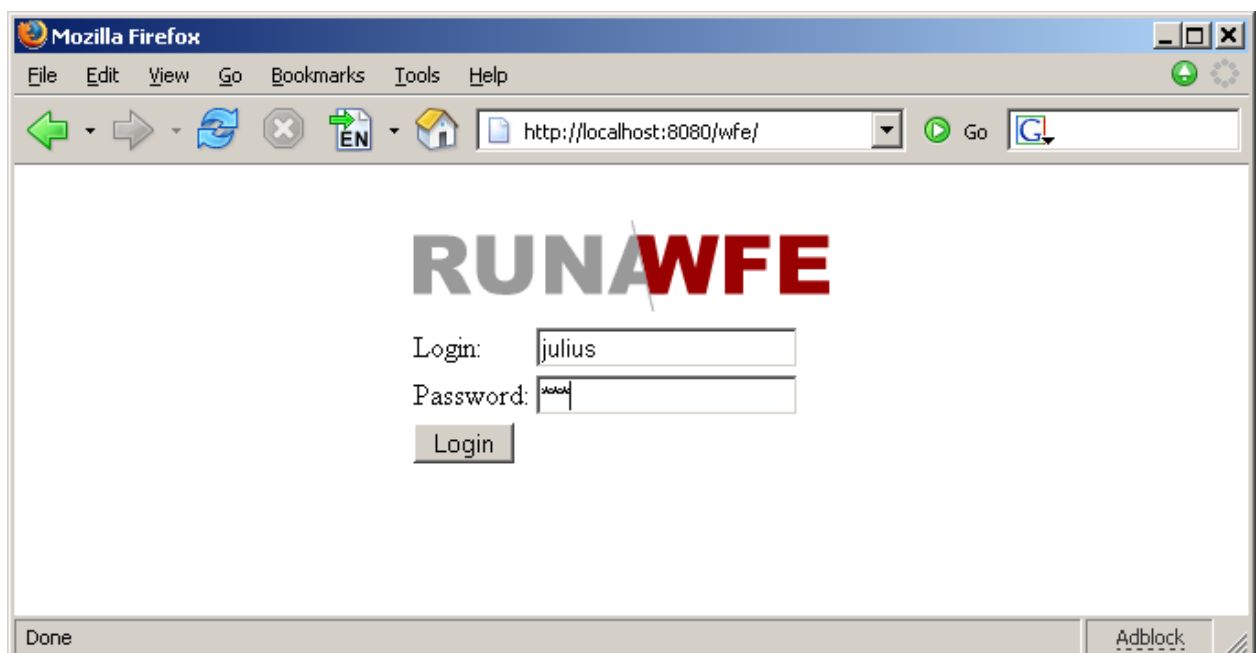 Mozilla Firefox
File Edit View Go Bookmarks Tools Help
EN http://localhost:8080/wfe/ Go G
RUNAWFE
Login: julius
Password: ****
Login
Done Adblock